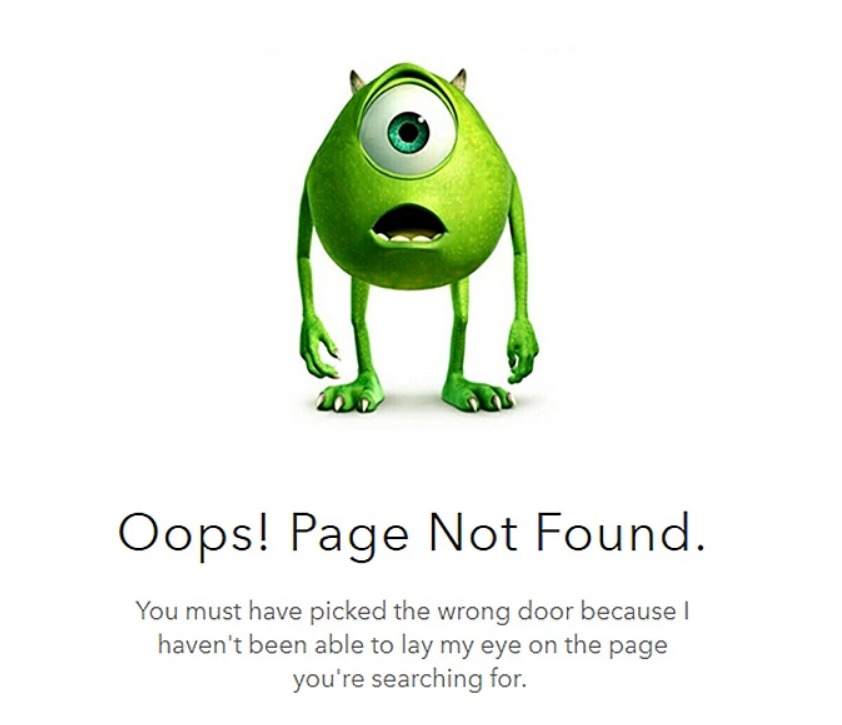 Oops! Page Not Found.
You must have picked the wrong door because I
haven't been able to lay my eye on the page
you're searching for.